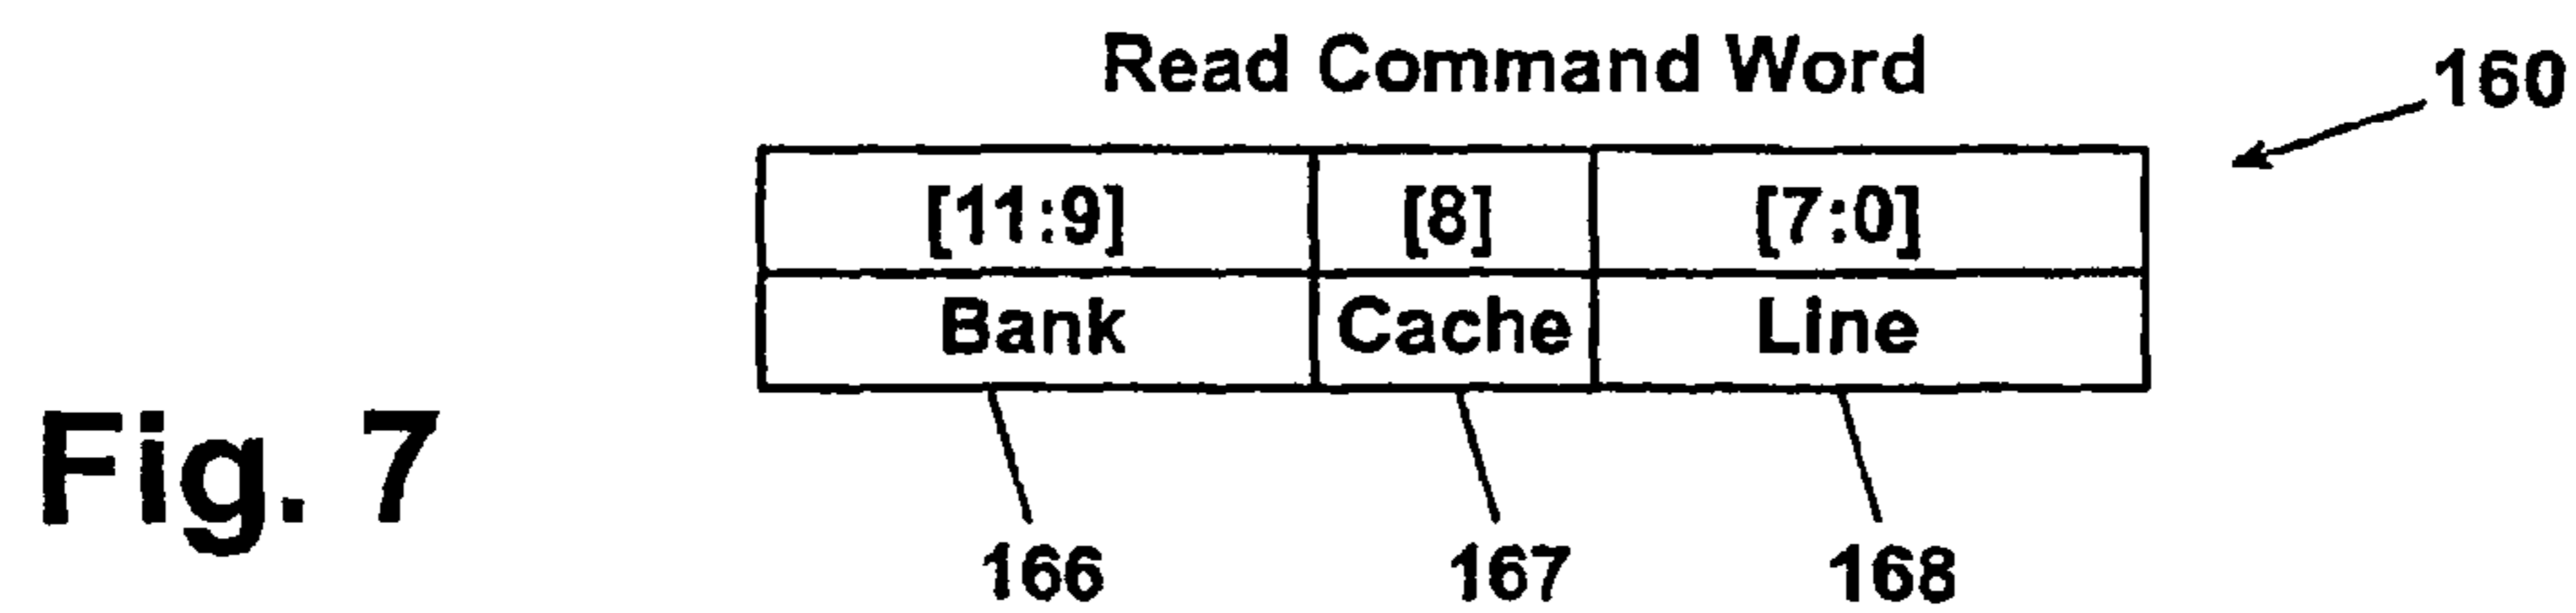 Read Command Word
160
[11:9] [8] [7:0]
Bank Cache Line
Fig. 7
166 167 168